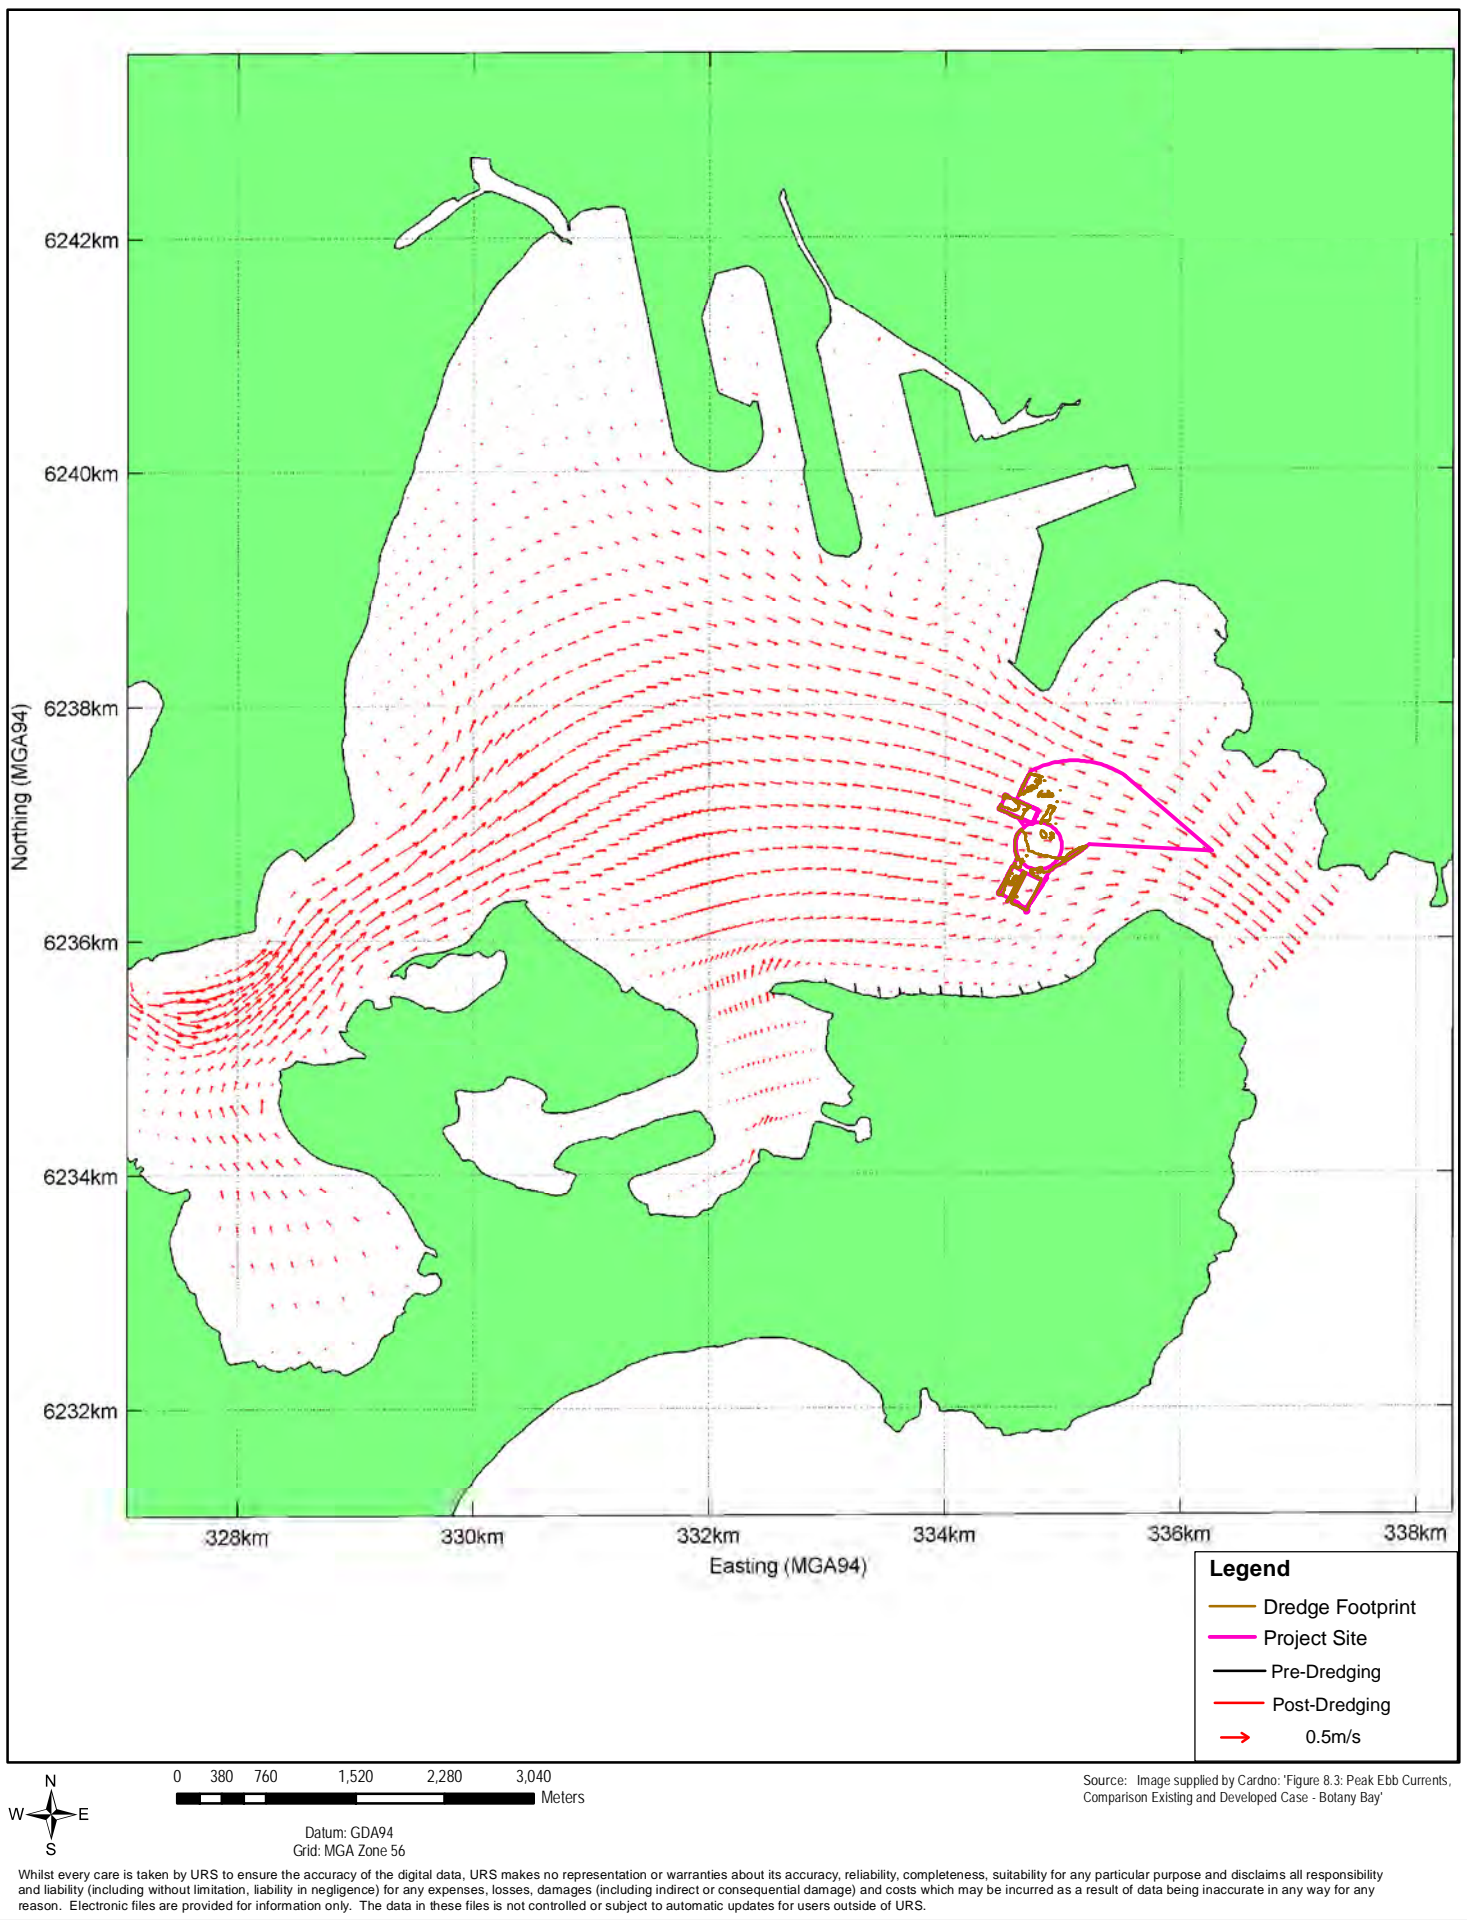 6242km
6240km
6238km
6236km
6234km
6232km
Northing (MGA94)
328km 330km 332km 334km 336km 338km
Easting (MGA94)
Legend
Dredge Footprint
Project Site
Pre-Dredging
Post-Dredging
0.5m/s
N
W E
S
0 380 760 1,520 2,280 3,040
Meters
Datum: GDA94
Grid: MGA Zone 56
Source: Image supplied by Cardno: 'Figure 8.3: Peak Ebb Currents,
Comparison Existing and Developed Case - Botany Bay'
Whilst every care is taken by URS to ensure the accuracy of the digital data, URS makes no representation or warranties about its accuracy, reliability, completeness, suitability for any particular purpose and disclaims all responsibility
and liability (including without limitation, liability in negligence) for any expenses, losses, damages (including indirect or consequential damage) and costs which may be incurred as a result of data being inaccurate in any way for any
reason. Electronic files are provided for information only. The data in these files is not controlled or subject to automatic updates for users outside of URS.